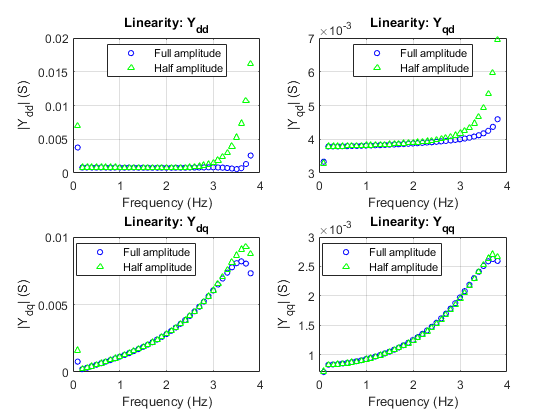 Linearity: Y_dd
Full amplitude
Half amplitude
|Y_dd| (S)
0.02
0.015
0.01
0.005
0
0 1 2 3 4
Frequency (Hz)
Linearity: Y_qd
×10^-3
Full amplitude
Half amplitude
|Y_qd| (S)
7
6
5
4
3
0 1 2 3 4
Frequency (Hz)
Linearity: Y_dq
Full amplitude
Half amplitude
|Y_dq| (S)
0.01
0.005
0
0 1 2 3 4
Frequency (Hz)
Linearity: Y_qq
×10^-3
Full amplitude
Half amplitude
|Y_qq| (S)
3
2.5
2
1.5
1
0 1 2 3 4
Frequency (Hz)